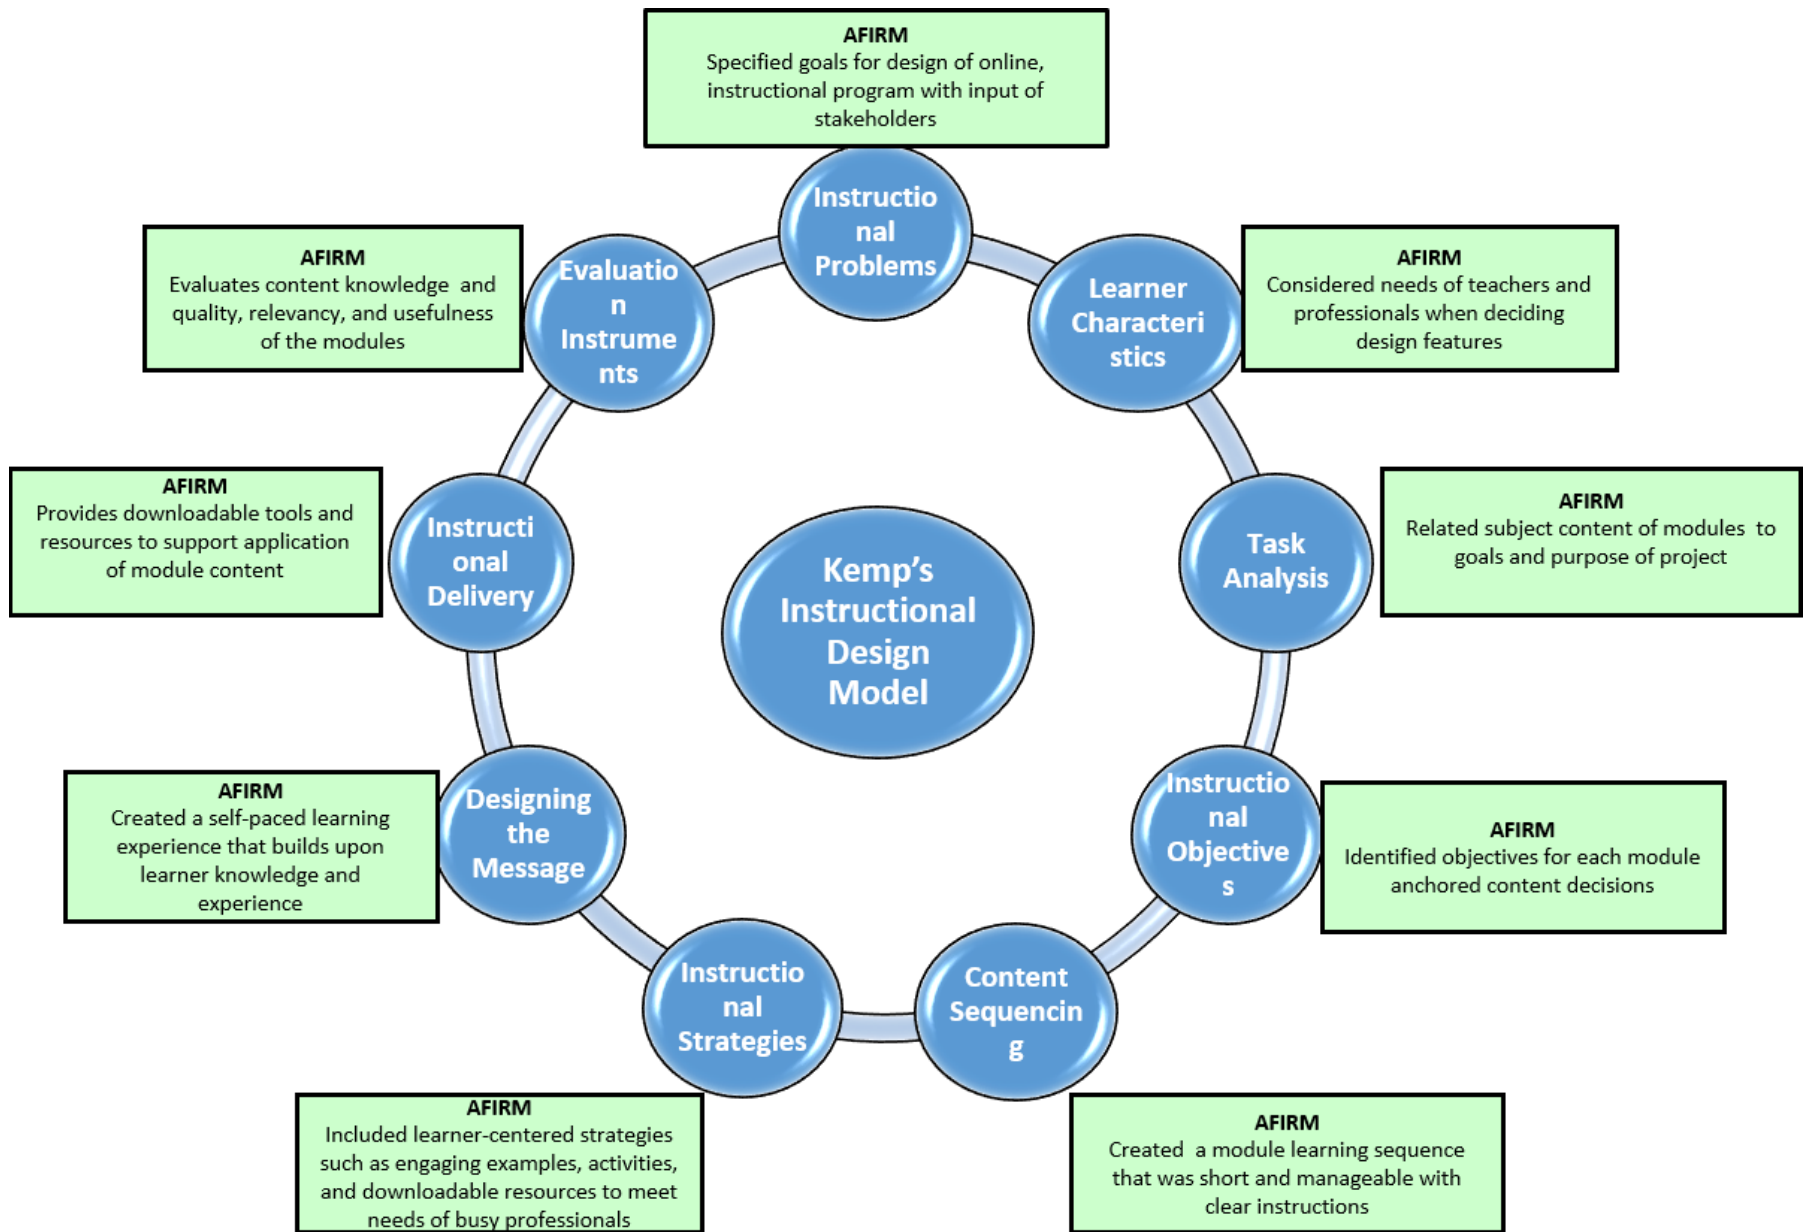 AFIRM
Specified goals for design of online,
instructional program with input of
stakeholders
Instructio
nal
Problems
AFIRM
Considered needs of teachers and
professionals when deciding
design features
Learner
Characteri
stics
AFIRM
Related subject content of modules to
goals and purpose of project
Task
Analysis
AFIRM
Identified objectives for each module
anchored content decisions
Instructio
nal
Objective
s
AFIRM
Created a module learning sequence
that was short and manageable with
clear instructions
Content
Sequencin
g
AFIRM
Included learner-centered strategies
such as engaging examples, activities,
and downloadable resources to meet
needs of busy professionals
Instructio
nal
Strategies
AFIRM
Created a self-paced learning
experience that builds upon
learner knowledge and
experience
Designing
the
Message
AFIRM
Provides downloadable tools and
resources to support application
of module content
Instructi
onal
Delivery
AFIRM
Evaluates content knowledge and
quality, relevancy, and usefulness
of the modules
Evaluatio
n
Instrume
nts
Kemp's
Instructional
Design
Model